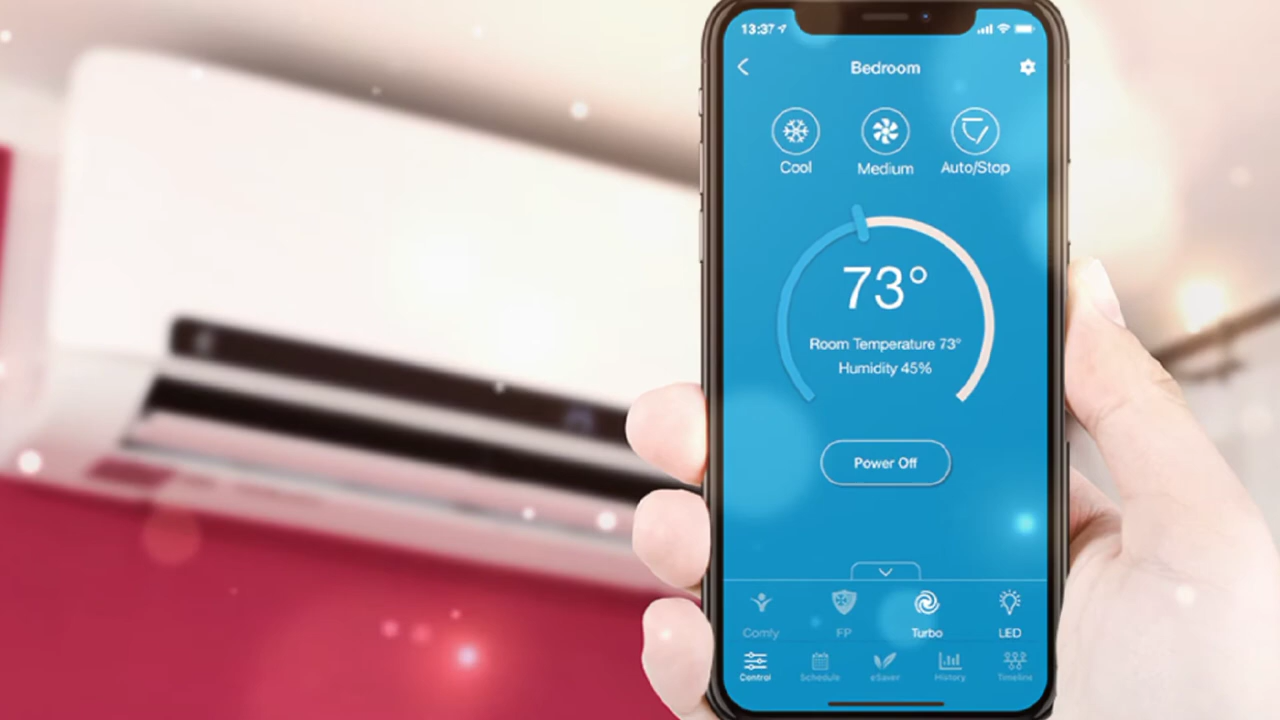 13:37
Bedroom
Cool Medium Auto/Stop
73°
Room Temperature 73°
Humidity 45%
Power Off
Comfy FP Turbo LED
Control Schedule eSaver History Timeline